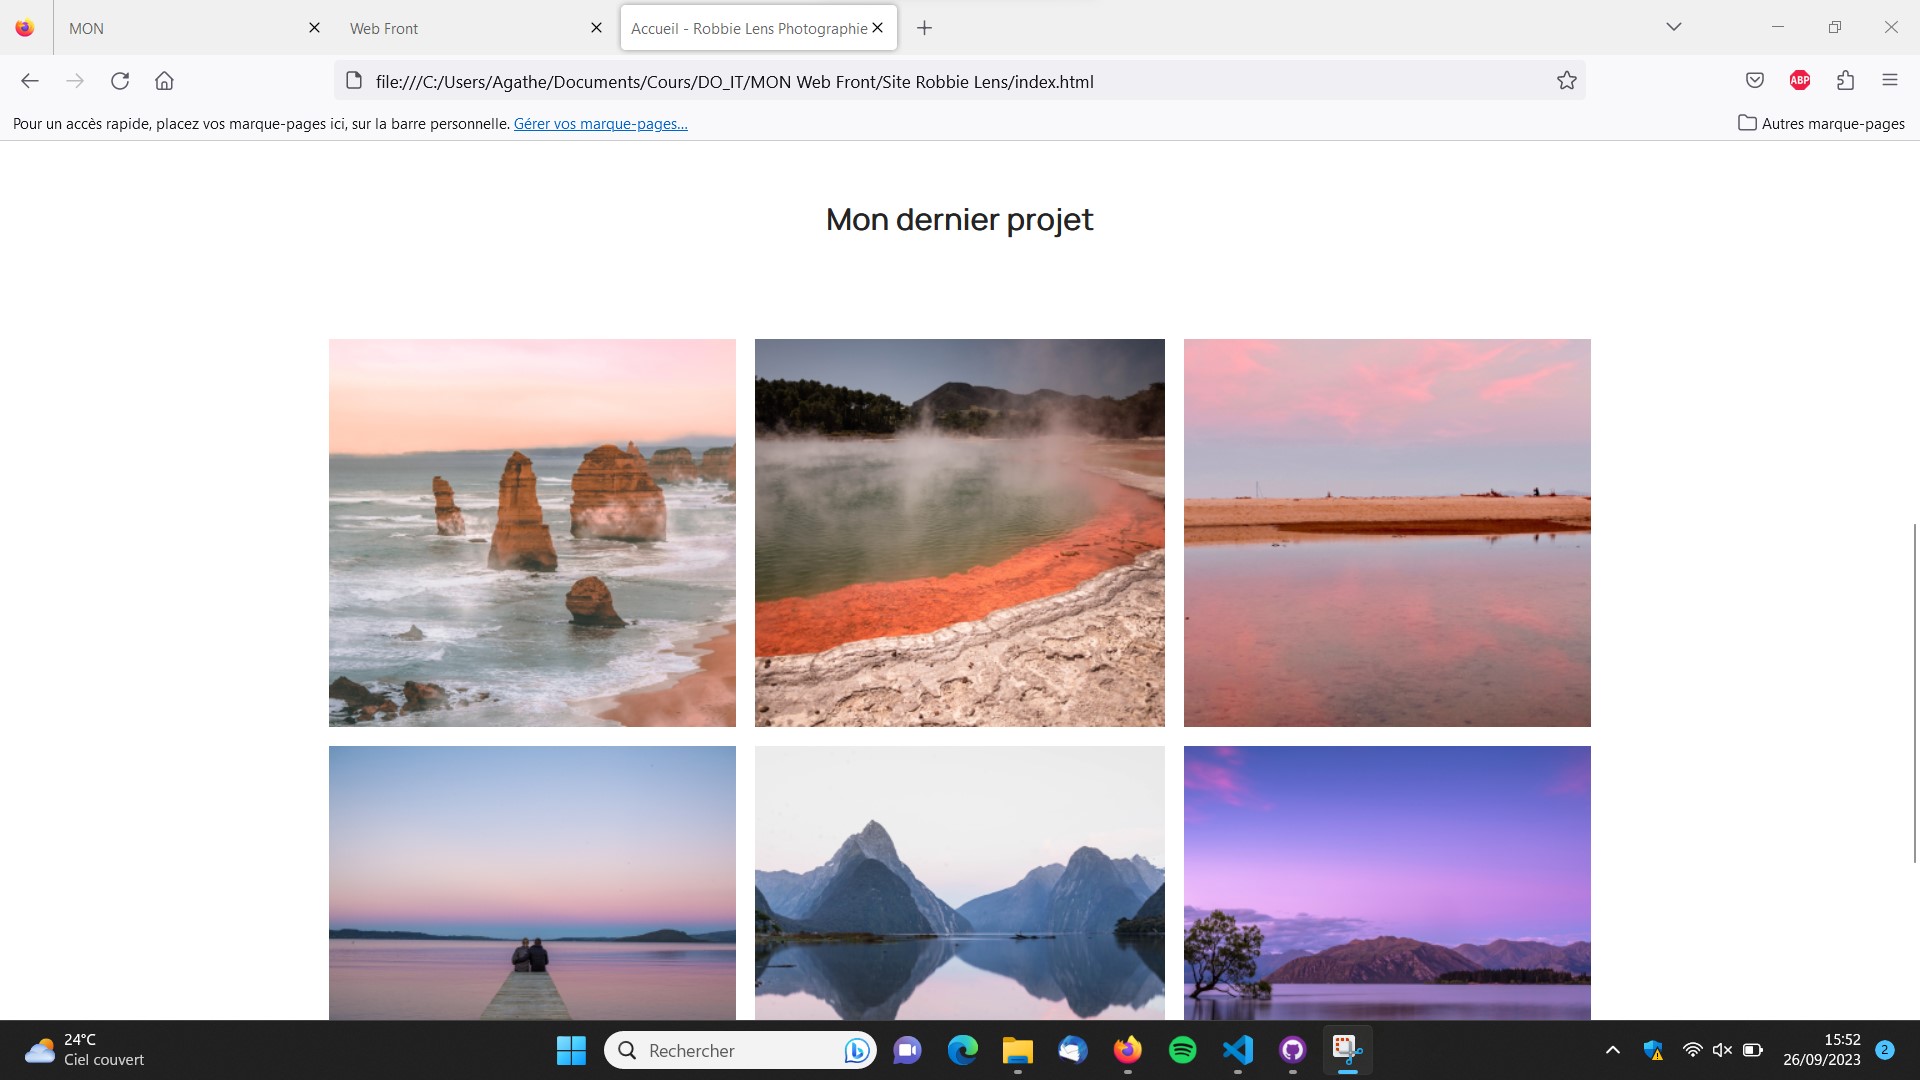 MON
Web Front
Accueil - Robbie Lens Photographie
file:///C:/Users/Agathe/Documents/Cours/DO_IT/MON Web Front/Site Robbie Lens/index.html
ABP
Pour un accès rapide, placez vos marque-pages ici, sur la barre personnelle. Gérer vos marque-pages...
Autres marque-pages
Mon dernier projet
24°C
Ciel couvert
Rechercher
15:52
26/09/2023
2